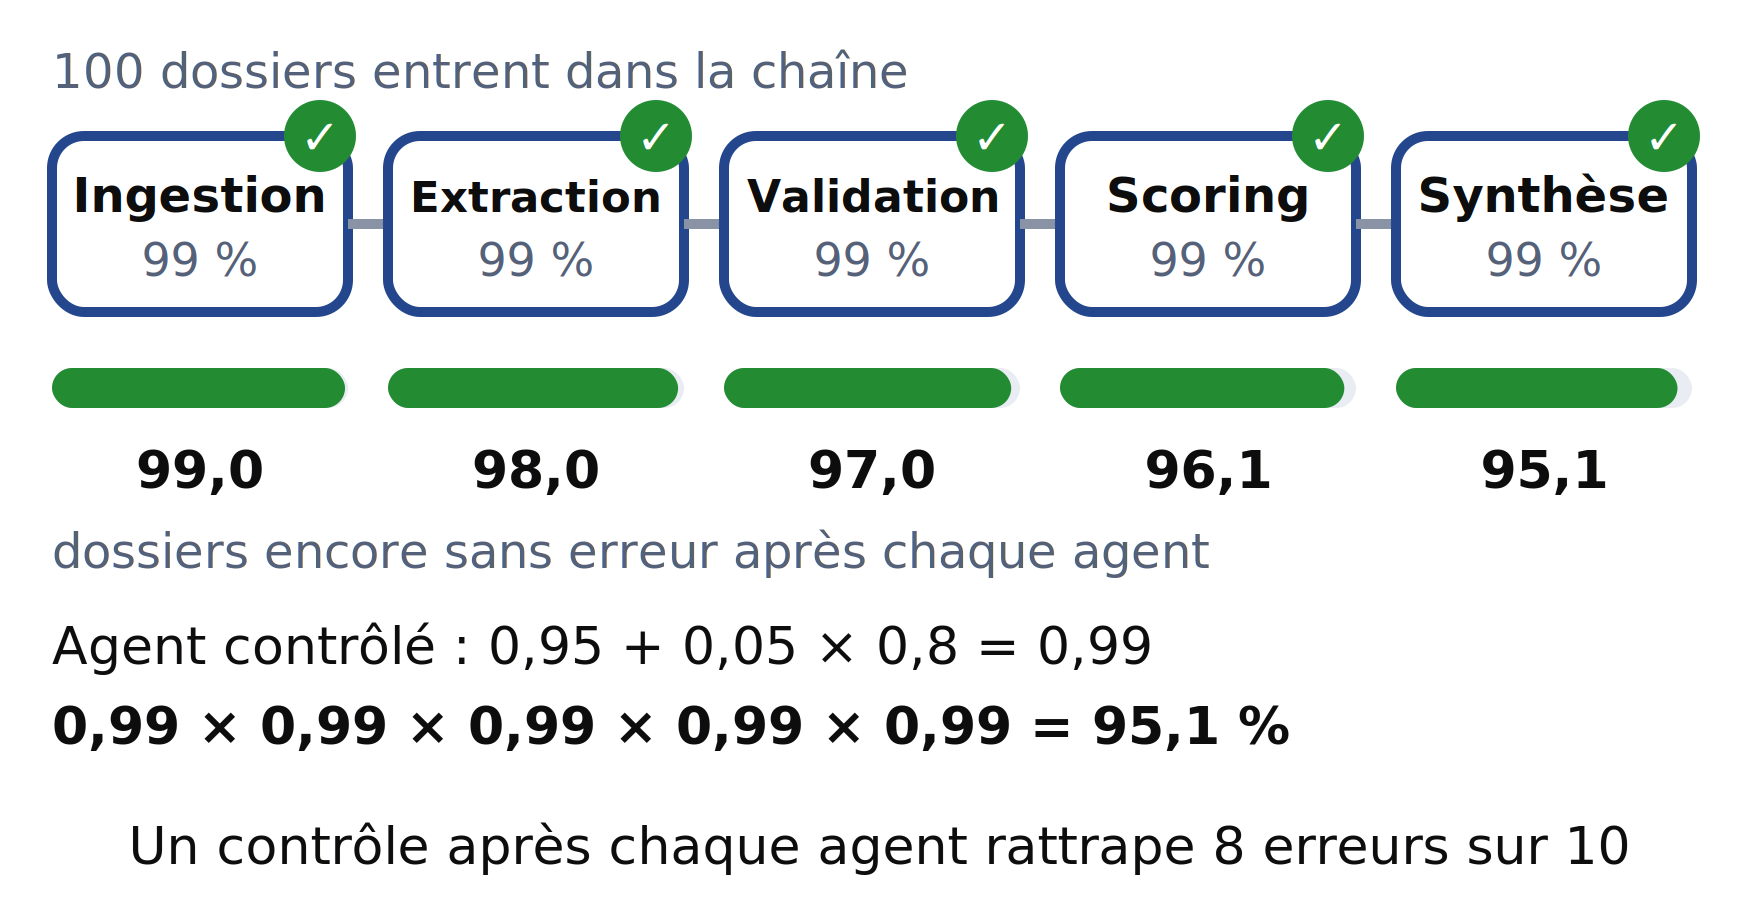 100 dossiers entrent dans la chaîne
✓ ✓ ✓ ✓ ✓
Ingestion Extraction Validation Scoring Synthèse
99 % 99 % 99 % 99 % 99 %
99,0 98,0 97,0 96,1 95,1
dossiers encore sans erreur après chaque agent
Agent contrôlé : 0,95 + 0,05 × 0,8 = 0,99
0,99 × 0,99 × 0,99 × 0,99 × 0,99 = 95,1 %
Un contrôle après chaque agent rattrape 8 erreurs sur 10